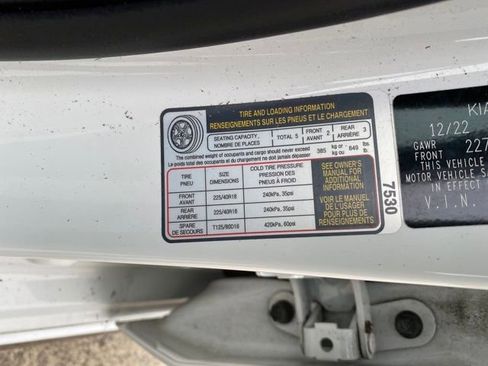 TIRE AND LOADING INFORMATION
RENSEIGNEMENTS SUR LES PNEUS ET LE CHARGEMENT
SEATING CAPACITY, NOMBRE DE PLACES TOTAL 5 FRONT AVANT 2 REAR ARRIÈRE 3
The combined weight of occupants and cargo should never exceed
Le poids total des occupants et du chargement ne doit jamais dépasser
385 kg or kg ou 849 lbs. lb.
TIRE PNEU SIZE DIMENSIONS COLD TIRE PRESSURE PRESSION DES PNEUS À FROID
FRONT AVANT 225/40R18 240kPa, 35psi
REAR ARRIÈRE 225/40R18 240kPa, 35psi
SPARE DE SECOURS T125/80D16 420kPa, 60psi
SEE OWNER'S
MANUAL FOR
ADDITIONAL
INFORMATION
VOIR LE MANUEL
DE L'USAGER
POUR PLUS DE
RENSEIGNEMENTS
7530
KIA
12/22
GAWR
FRONT 227
THIS VEHICLE
MOTOR VEHICLE S
IN EFFECT
V.I.N.